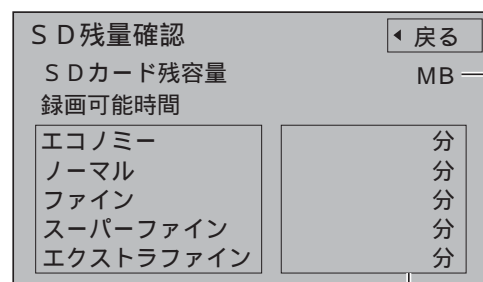 ＳＤ残量確認 ◀ 戻る
ＳＤカード残容量 MB
録画可能時間
エコノミー 分
ノーマル 分
ファイン 分
スーパーファイン 分
エクストラファイン 分